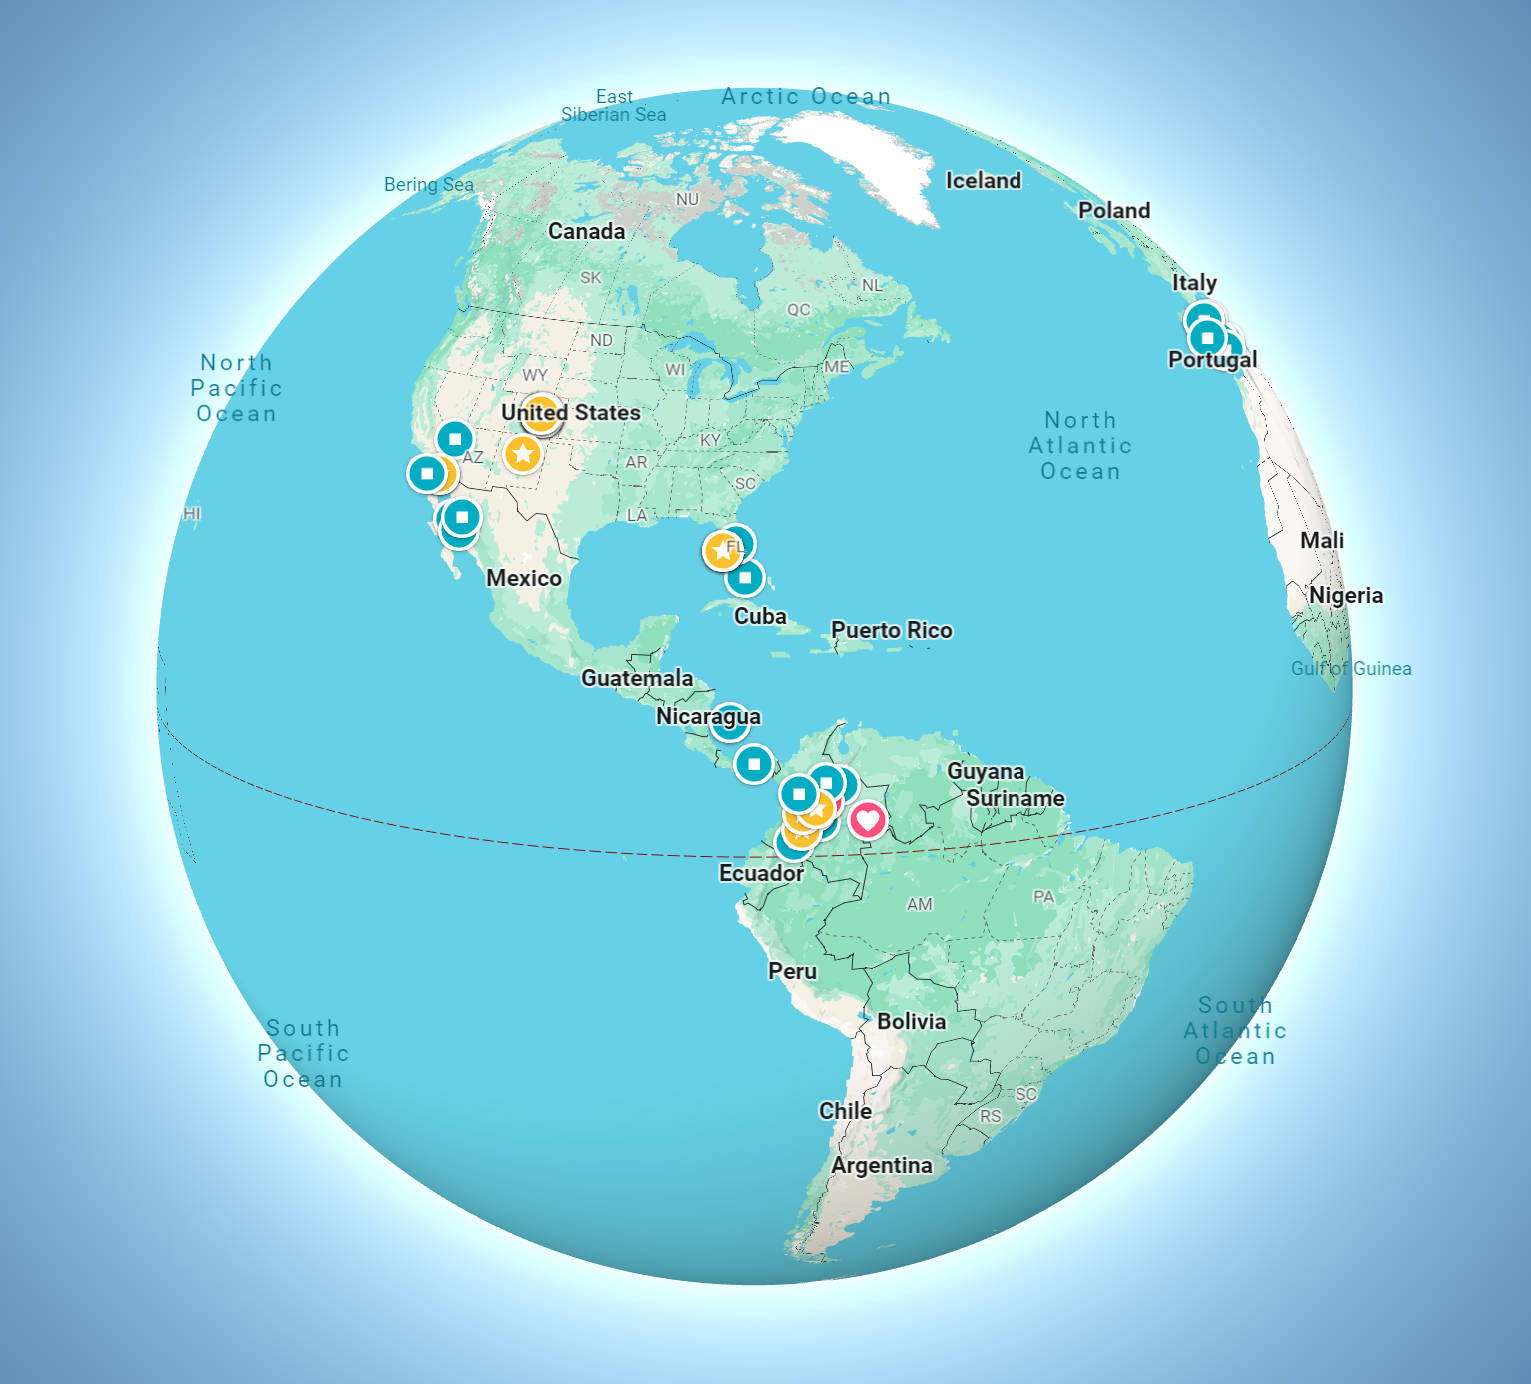 Arctic Ocean
East
Siberian Sea
Bering Sea
Iceland
NU
Poland
Canada
SK
Italy
NL
QC
ND
North
Pacific
Ocean
WI
ME
Portugal
WY
United States
North
Atlantic
Ocean
KY
AZ
AR
SC
HI
LA
FL
Mali
Mexico
Nigeria
Cuba
Puerto Rico
Gulf of Guinea
Guatemala
Nicaragua
Guyana
Suriname
Ecuador
PA
AM
Peru
South
Atlantic
Ocean
Bolivia
South
Pacific
Ocean
SC
Chile
RS
Argentina